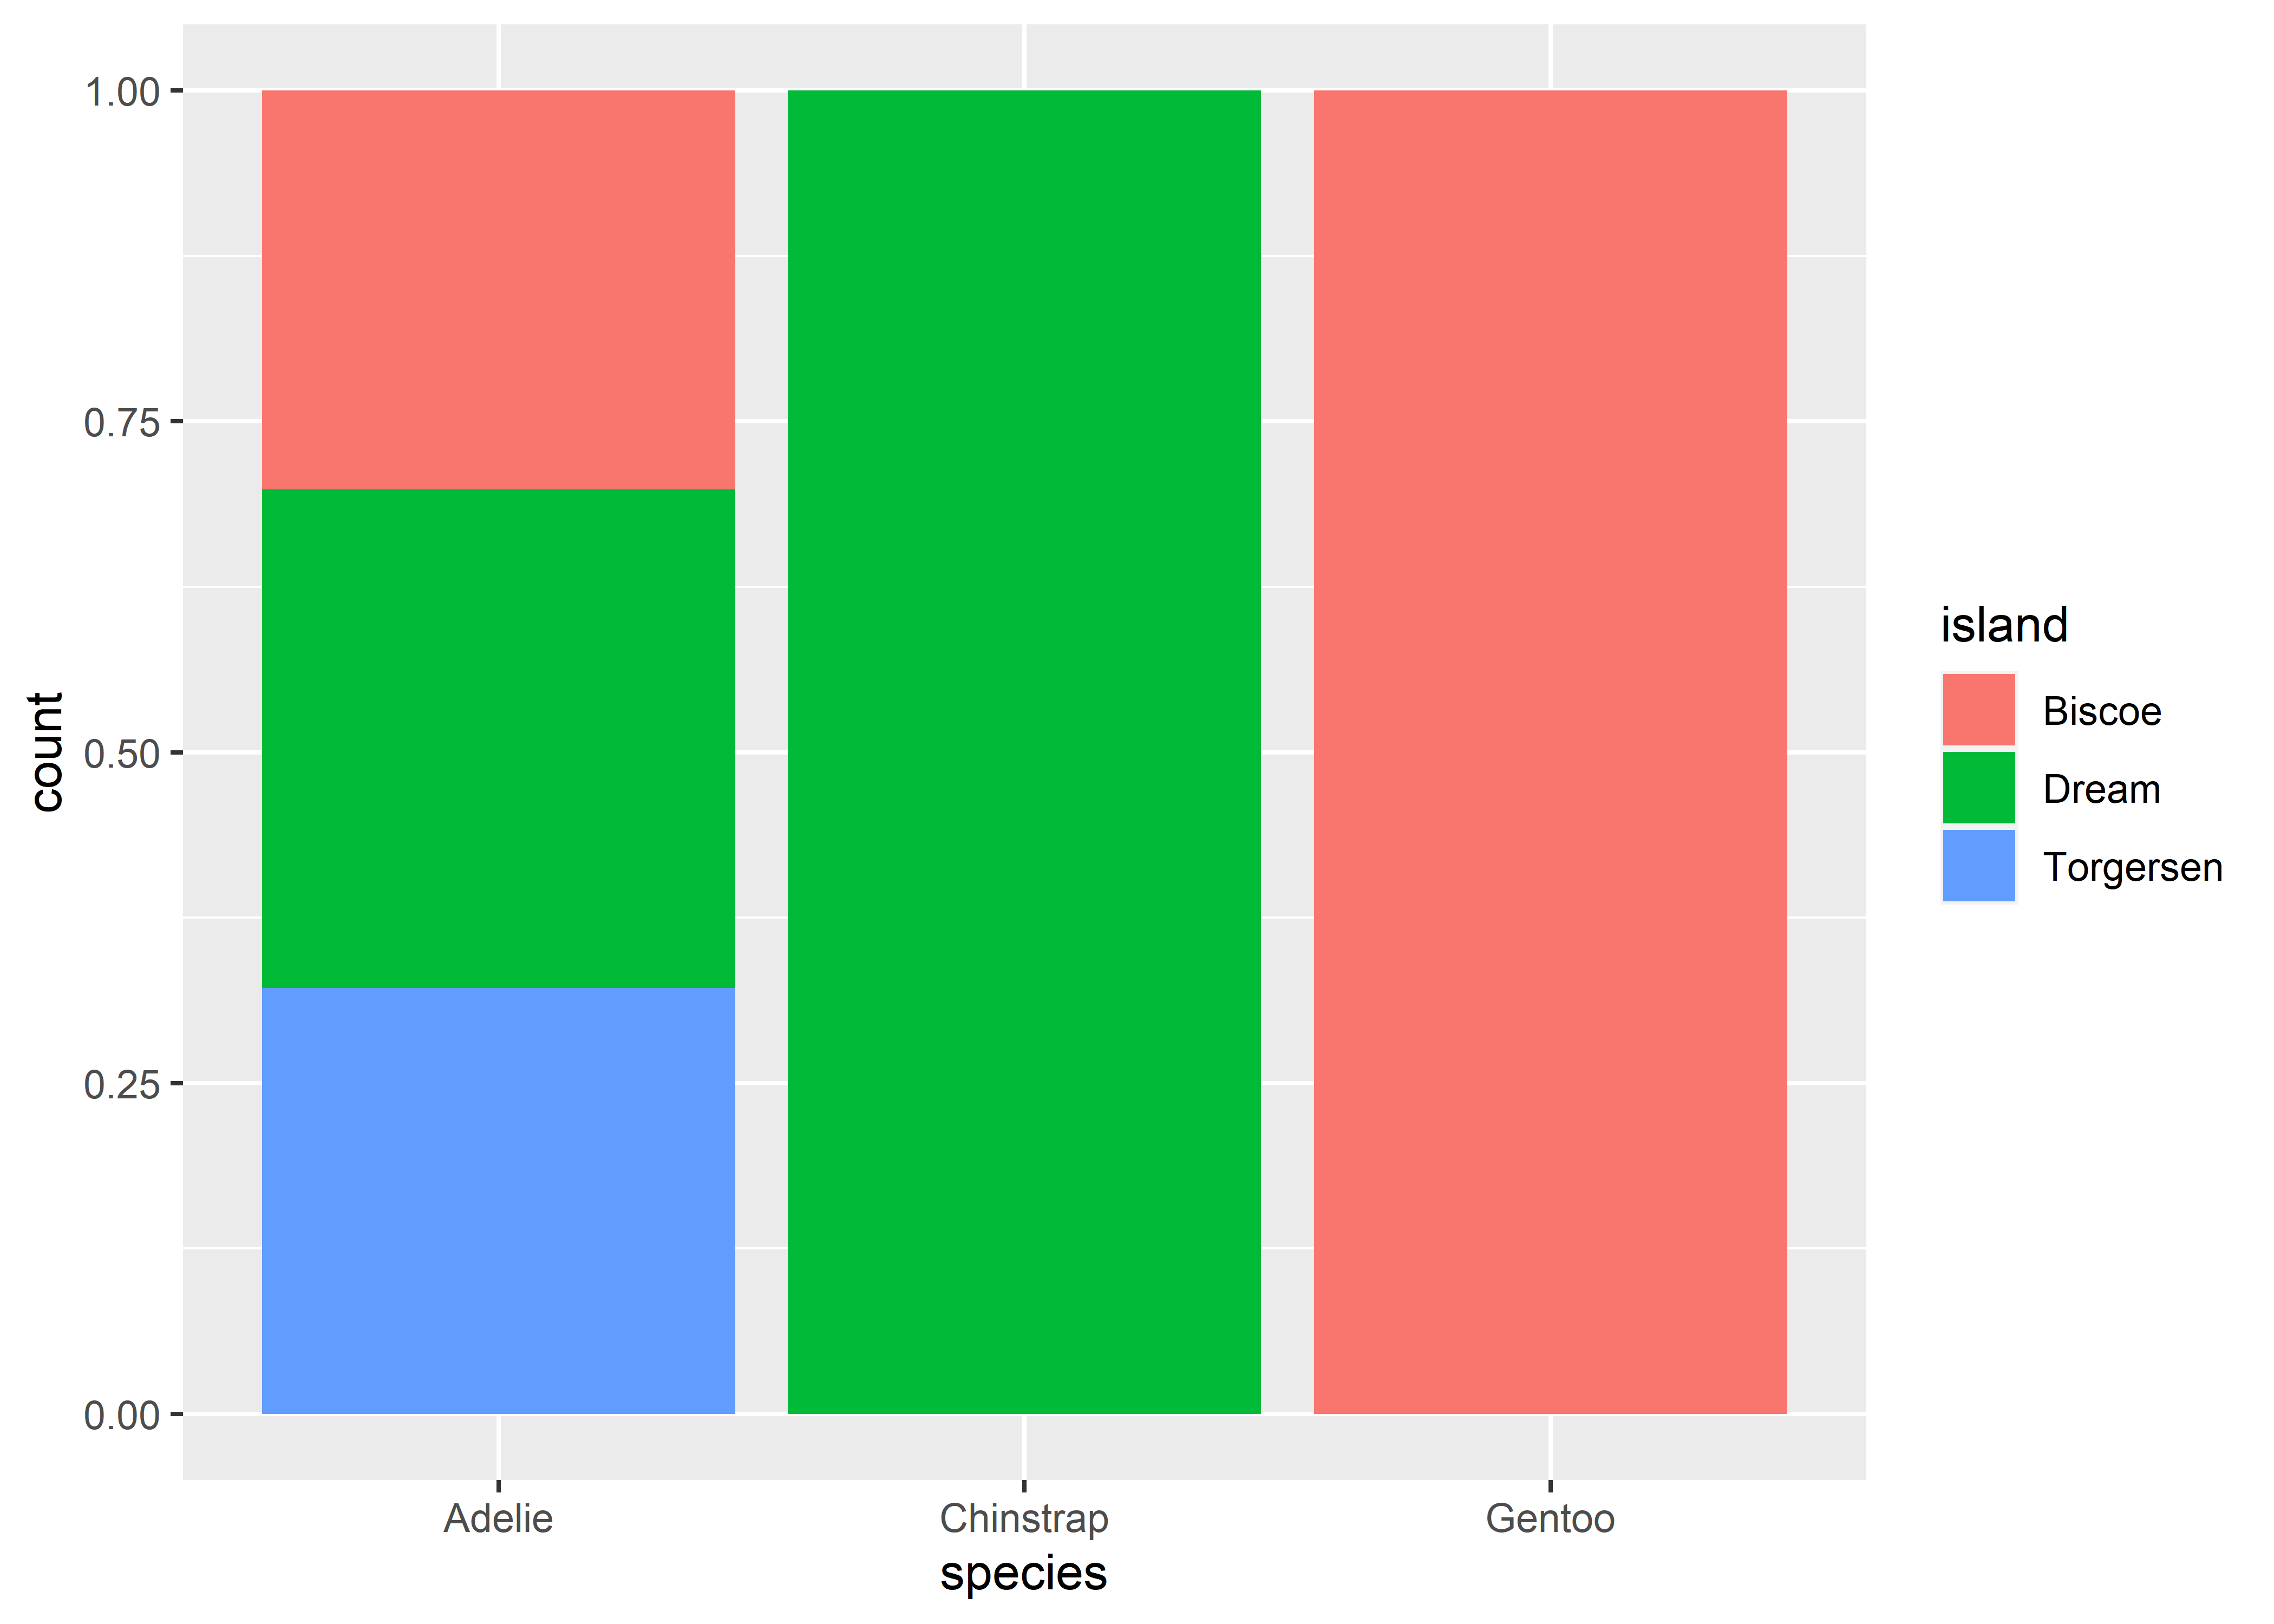 1.00
0.75
0.50
0.25
0.00
count
Adelie
Chinstrap
Gentoo
species
island
Biscoe
Dream
Torgersen